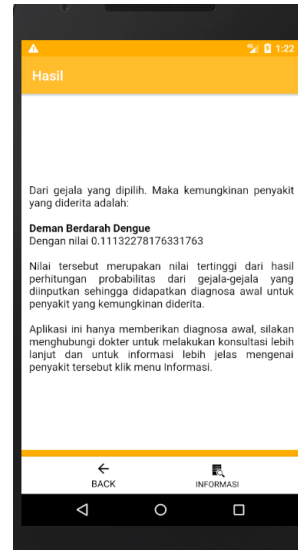 1:22
Hasil
Dari gejala yang dipilih. Maka kemungkinan penyakit
yang diderita adalah:
Deman Berdarah Dengue
Dengan nilai 0.11132278176331763
Nilai tersebut merupakan nilai tertinggi dari hasil
perhitungan probabilitas dari gejala-gejala yang
diinputkan sehingga didapatkan diagnosa awal untuk
penyakit yang kemungkinan diderita.
Aplikasi ini hanya memberikan diagnosa awal, silakan
menghubungi dokter untuk melakukan konsultasi lebih
lanjut dan untuk informasi lebih jelas mengenai
penyakit tersebut klik menu Informasi.
BACK
INFORMASI